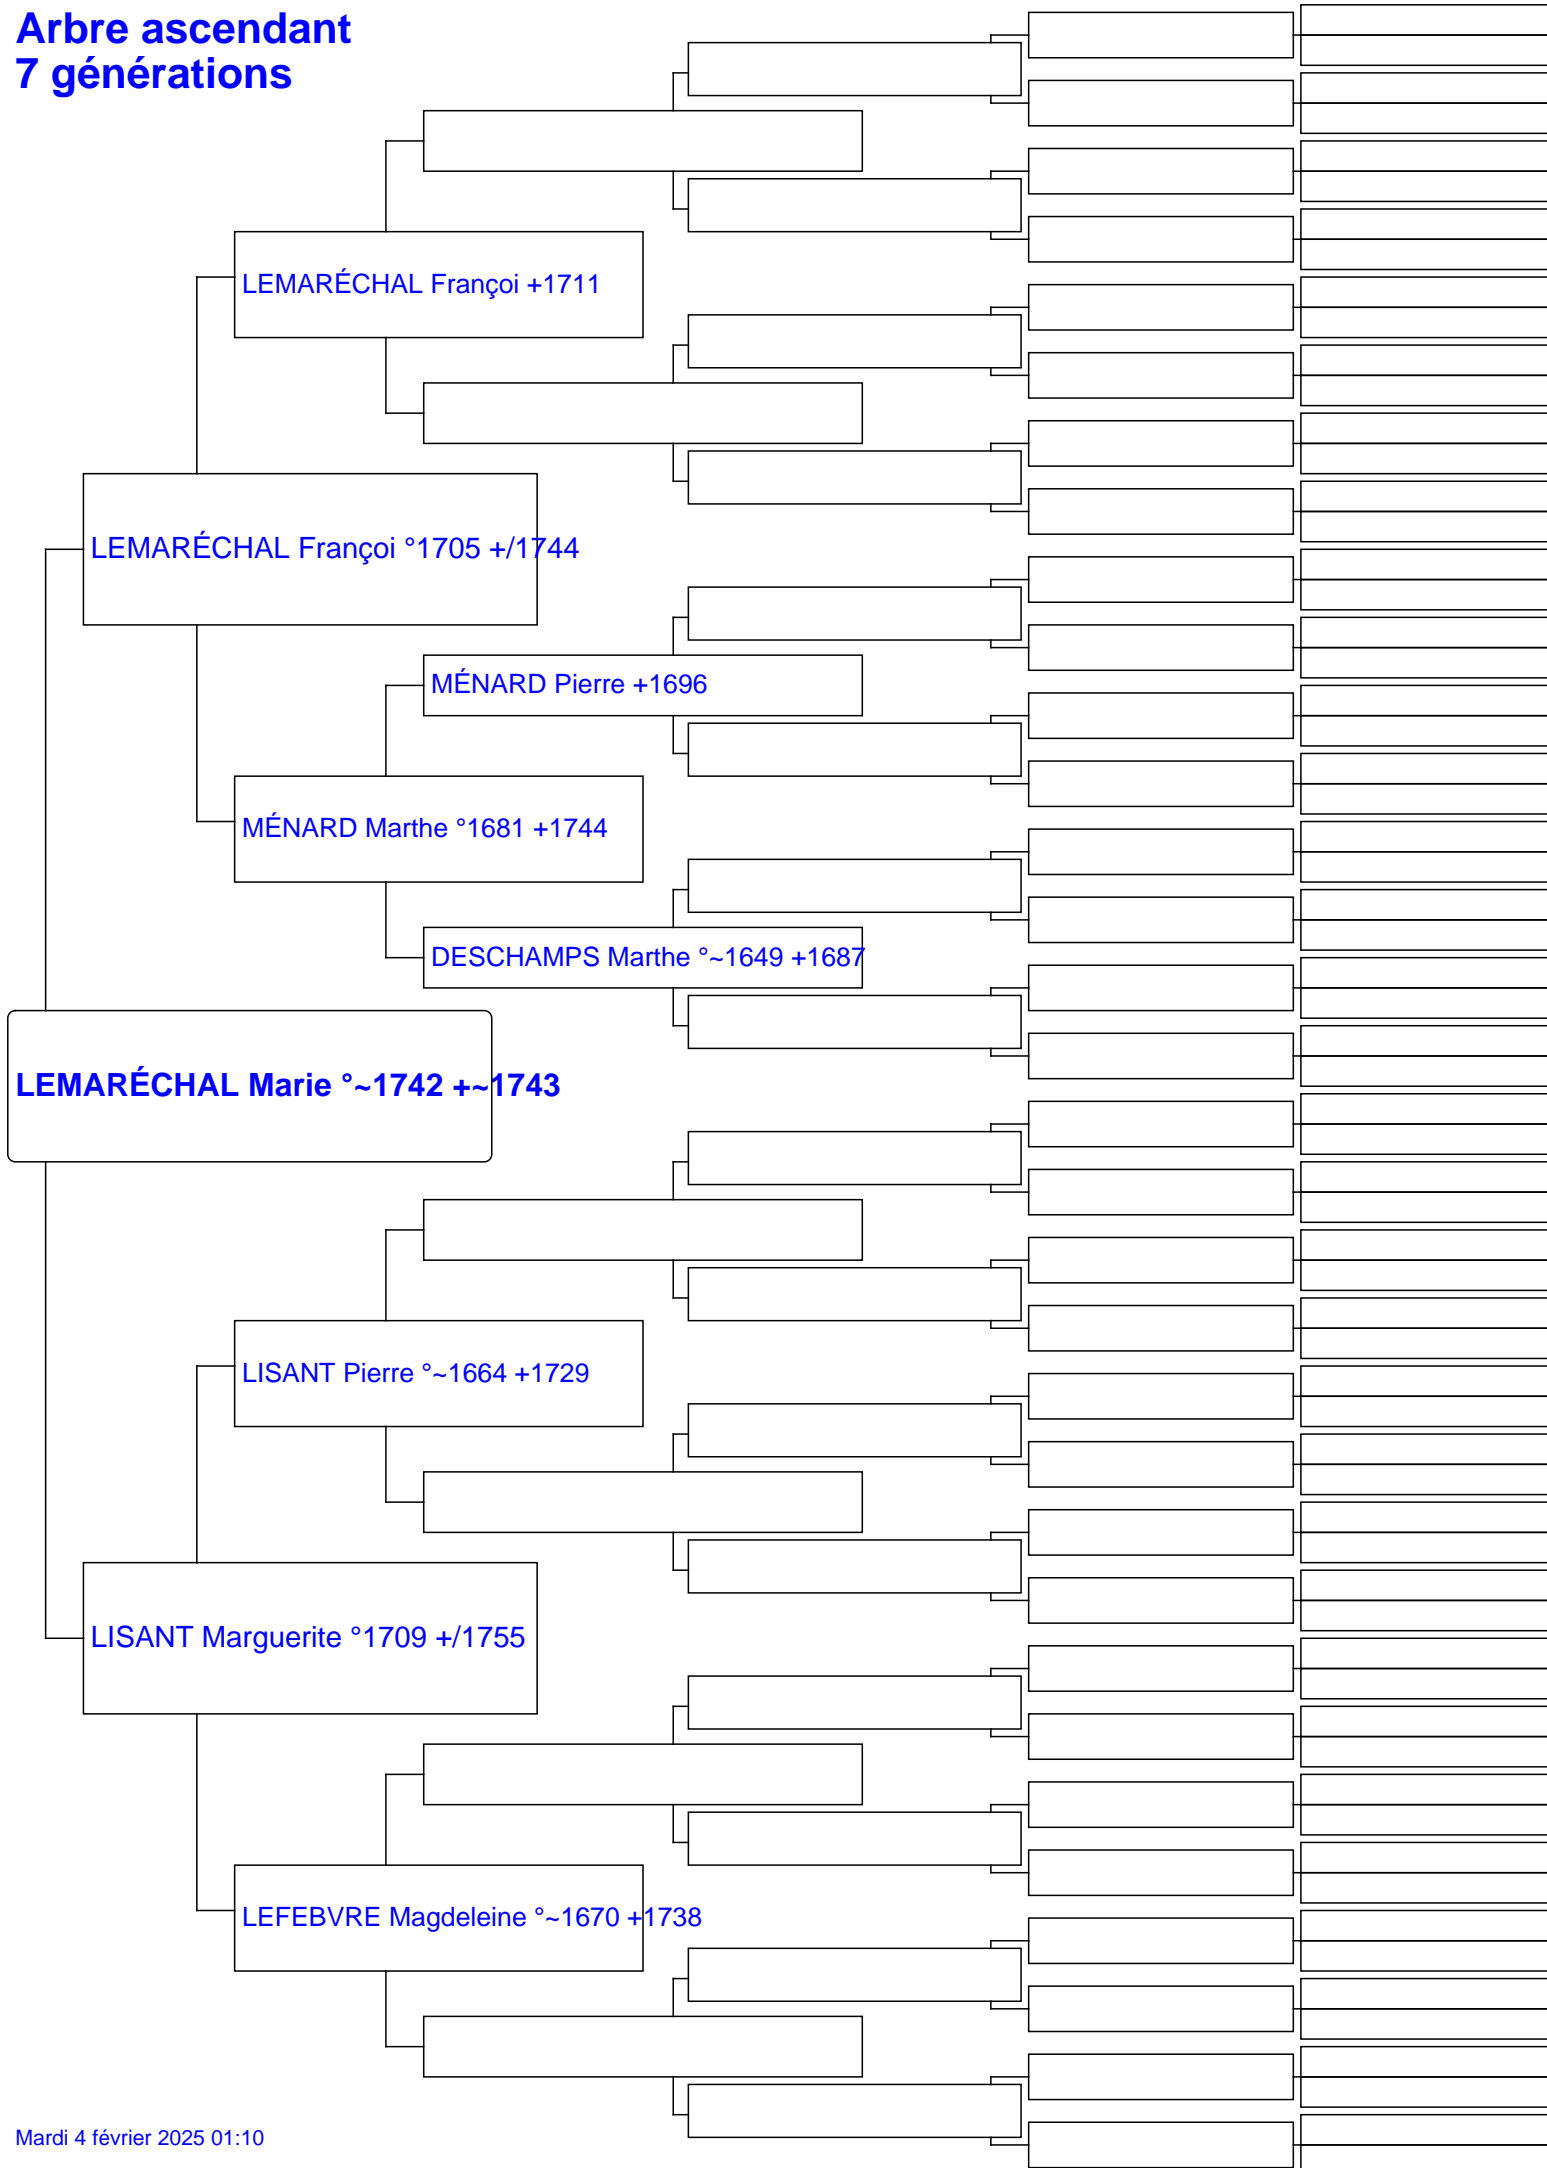 Arbre ascendant
7 générations
LEMARÉCHAL Françoi +1711
LEMARÉCHAL Françoi °1705 +/1744
MÉNARD Pierre +1696
MÉNARD Marthe °1681 +1744
DESCHAMPS Marthe °~1649 +1687
LEMARÉCHAL Marie °~1742 +~1743
LISANT Pierre °~1664 +1729
LISANT Marguerite °1709 +/1755
LEFEBVRE Magdeleine °~1670 +1738
Mardi 4 février 2025 01:10